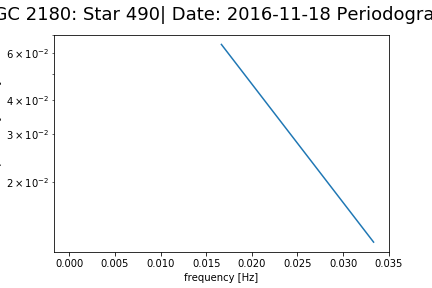 GC 2180: Star 490| Date: 2016-11-18 Periodogra
6 × 10⁻²
4 × 10⁻²
3 × 10⁻²
2 × 10⁻²
0.000 0.005 0.010 0.015 0.020 0.025 0.030 0.035
frequency [Hz]